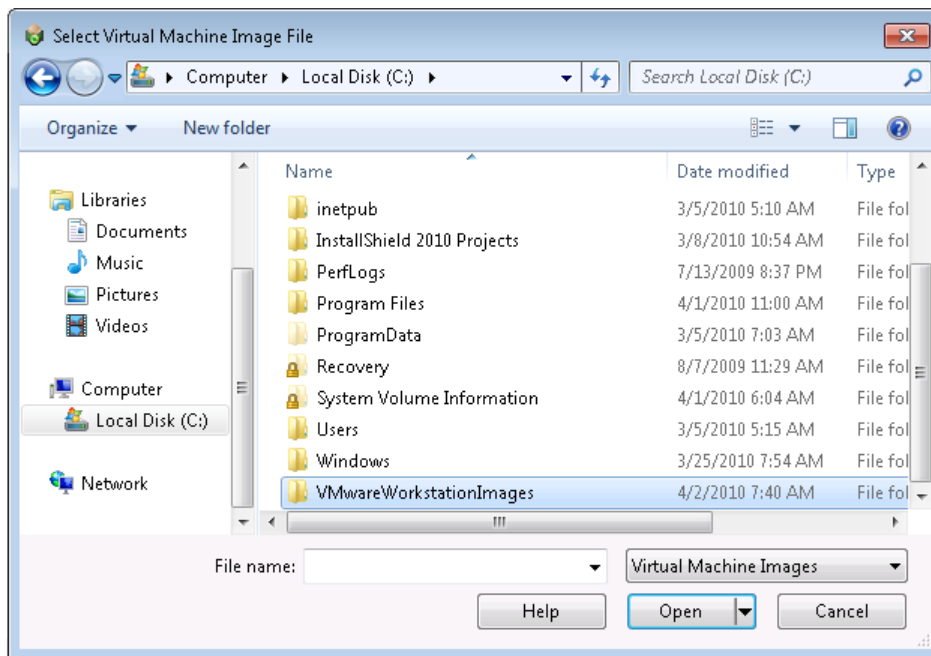 Select Virtual Machine Image File
Computer Local Disk (C:) Search Local Disk (C:)
Organize New folder
Name Date modified Type
Libraries
Documents
Music
Pictures
Videos
Computer
Local Disk (C:)
Network
inetpub 3/5/2010 5:10 AM File fol
InstallShield 2010 Projects 3/8/2010 10:54 AM File fol
PerfLogs 7/13/2009 8:37 PM File fol
Program Files 4/1/2010 11:00 AM File fol
ProgramData 3/5/2010 7:03 AM File fol
Recovery 8/7/2009 11:29 AM File fol
System Volume Information 4/1/2010 6:04 AM File fol
Users 3/5/2010 5:15 AM File fol
Windows 3/25/2010 7:54 AM File fol
VMwareWorkstationImages 4/2/2010 7:40 AM File fol
File name: Virtual Machine Images
Help Open Cancel